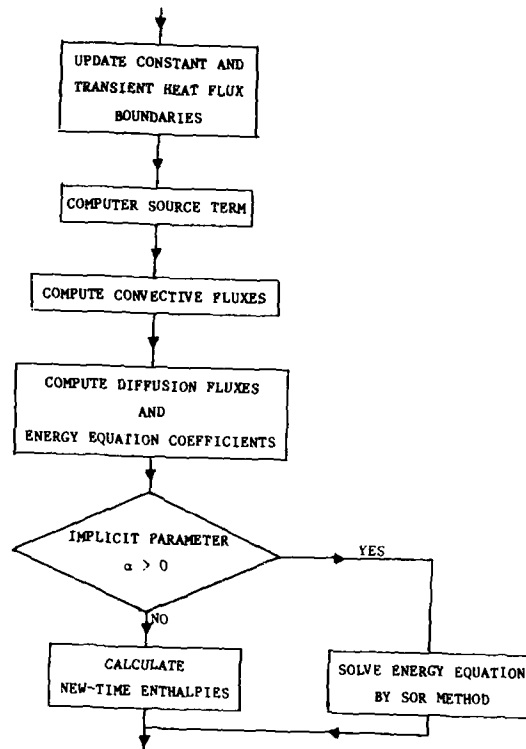 UPDATE CONSTANT AND
TRANSIENT HEAT FLUX
BOUNDARIES
COMPUTER SOURCE TERM
COMPUTE CONVECTIVE FLUXES
COMPUTE DIFFUSION FLUXES
AND
ENERGY EQUATION COEFFICIENTS
IMPLICIT PARAMETER
α > 0
YES
NO
CALCULATE
NEW-TIME ENTHALPIES
SOLVE ENERGY EQUATION
BY SOR METHOD